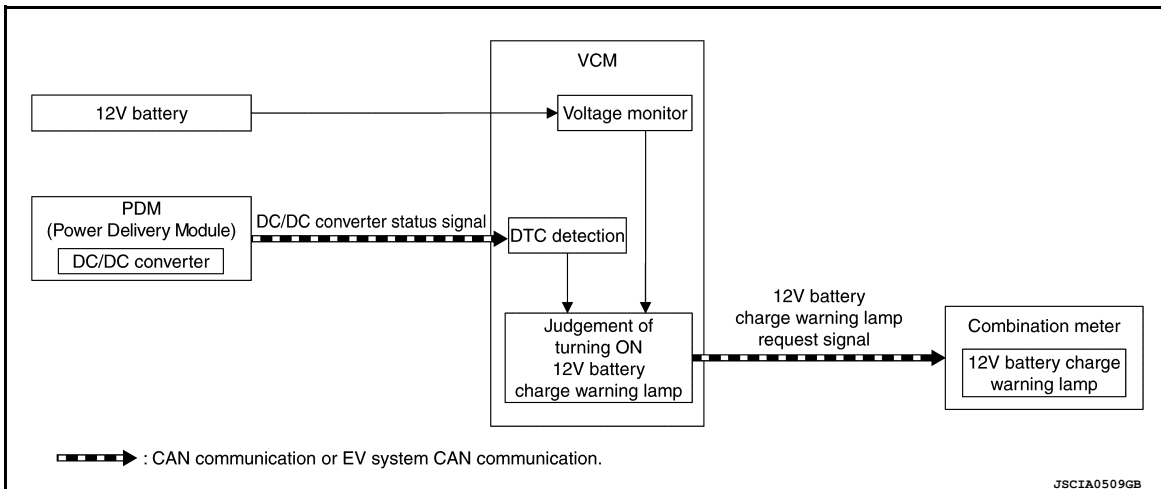 VCM
12V battery
Voltage monitor
PDM
(Power Delivery Module)
DC/DC converter
DC/DC converter status signal
DTC detection
Judgement of
turning ON
12V battery
charge warning lamp
12V battery
charge warning lamp
request signal
Combination meter
12V battery charge
warning lamp
: CAN communication or EV system CAN communication.
JSCIA0509GB